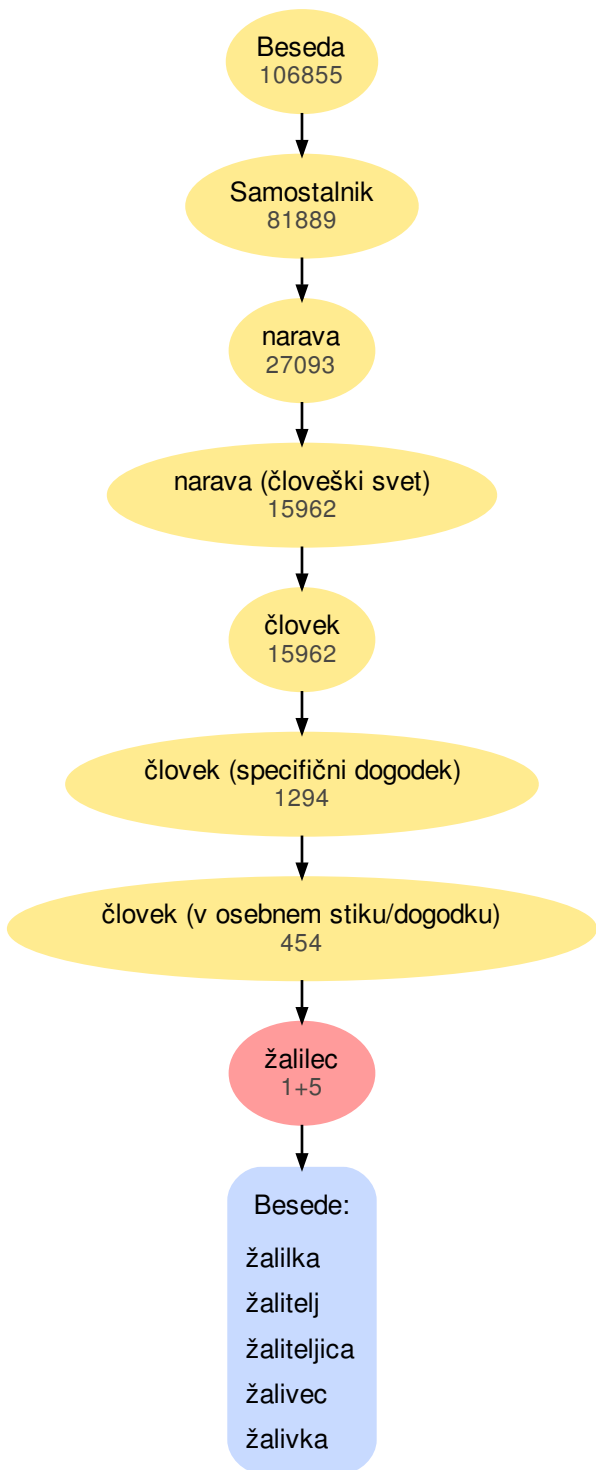 Beseda
106855
Samostalnik
81889
narava
27093
narava (človeški svet)
15962
človek
15962
človek (specifični dogodek)
1294
človek (v osebnem stiku/dogodku)
454
žalilec
1+5
Besede:
žalilka
žalitelj
žaliteljica
žalivec
žalivka